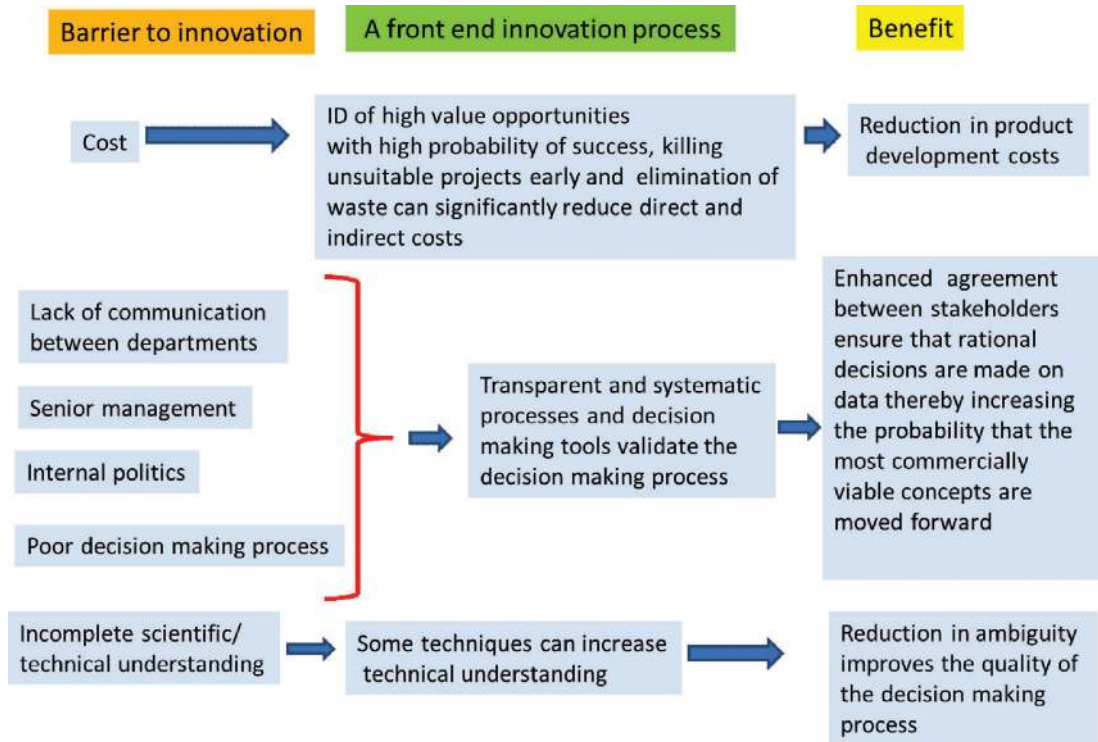 Barrier to innovation
A front end innovation process
Benefit
Cost
ID of high value opportunities
with high probability of success, killing
unsuitable projects early and elimination of
waste can significantly reduce direct and
indirect costs
Reduction in product
development costs
Lack of communication
between departments
Senior management
Internal politics
Poor decision making process
Transparent and systematic
processes and decision
making tools validate the
decision making process
Enhanced agreement
between stakeholders
ensure that rational
decisions are made on
data thereby increasing
the probability that the
most commercially
viable concepts are
moved forward
Incomplete scientific/
technical understanding
Some techniques can increase
technical understanding
Reduction in ambiguity
improves the quality of
the decision making
process